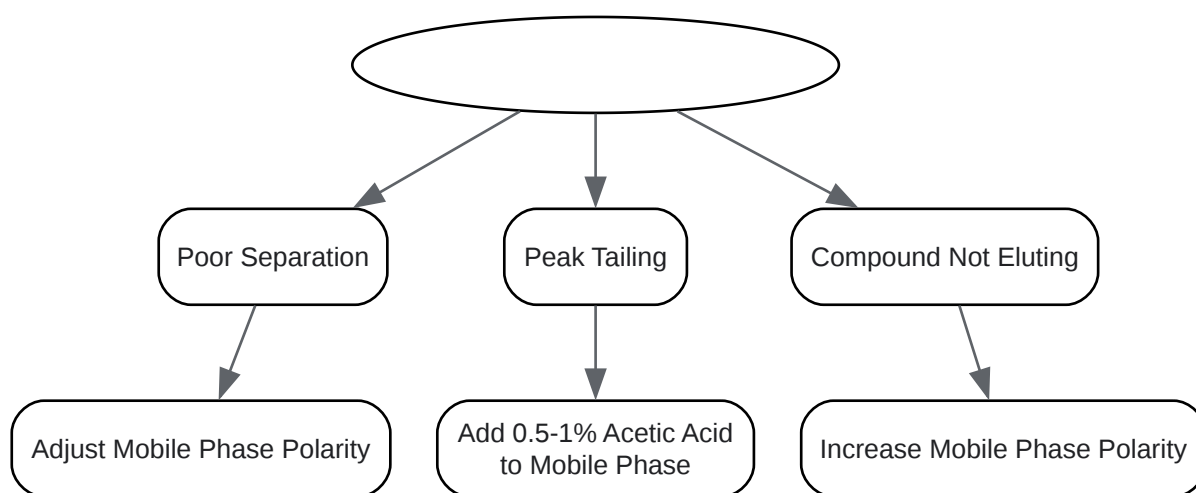 Poor Separation
Peak Tailing
Compound Not Eluting
Adjust Mobile Phase Polarity
Add 0.5-1% Acetic Acid
to Mobile Phase
Increase Mobile Phase Polarity